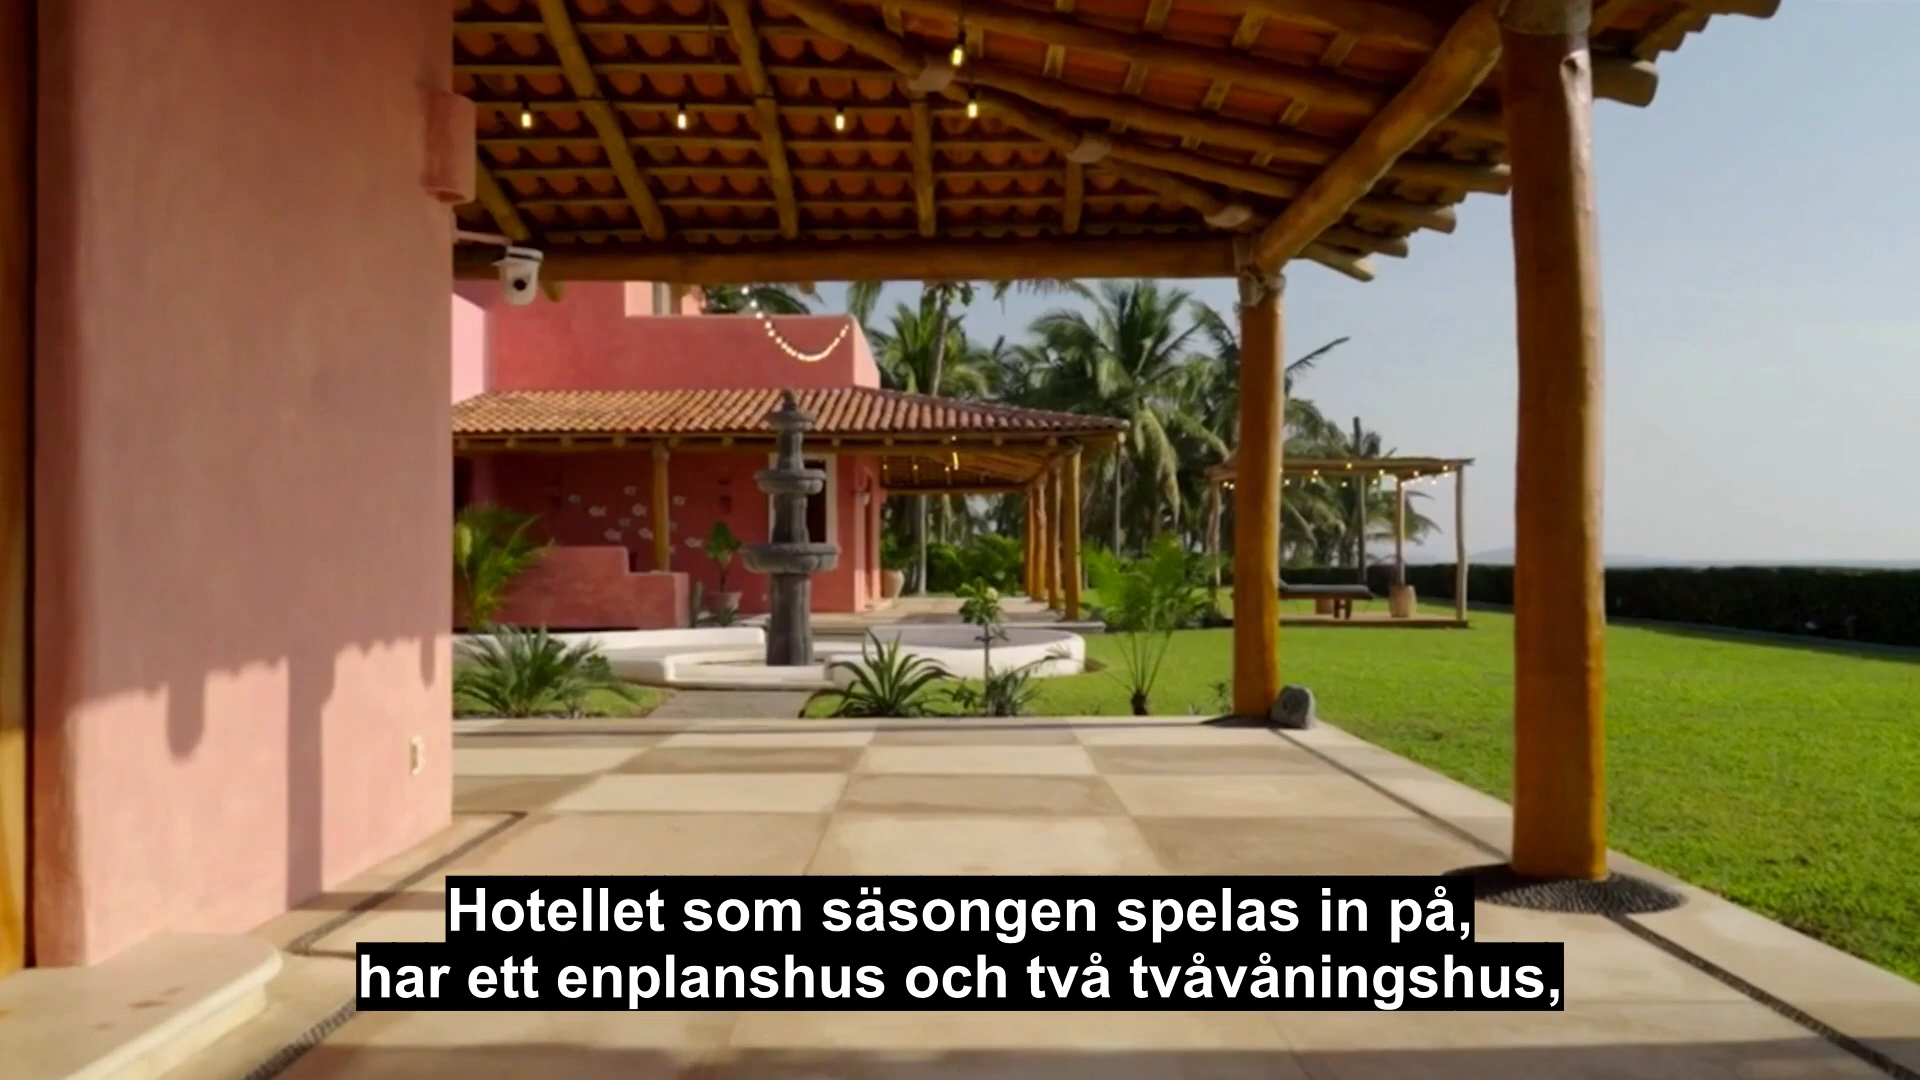 Hotellet som säsongen spelas in på,
har ett enplanshus och två tvåvåningshus,